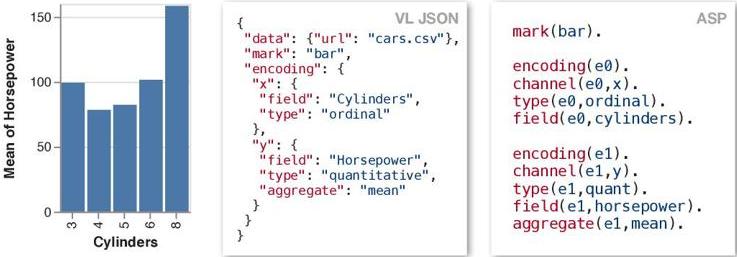 150
100
50
0
Mean of Horsepower
3 4 5 6 8
Cylinders
VL JSON
{
"data": {"url": "cars.csv"},
"mark": "bar",
"encoding": {
"x": {
"field": "Cylinders",
"type": "ordinal"
},
"y": {
"field": "Horsepower",
"type": "quantitative",
"aggregate": "mean"
}
}
}
ASP
mark(bar).
encoding(e0).
channel(e0,x).
type(e0,ordinal).
field(e0,cylinders).
encoding(e1).
channel(e1,y).
type(e1,quant).
field(e1,horsepower).
aggregate(e1,mean).